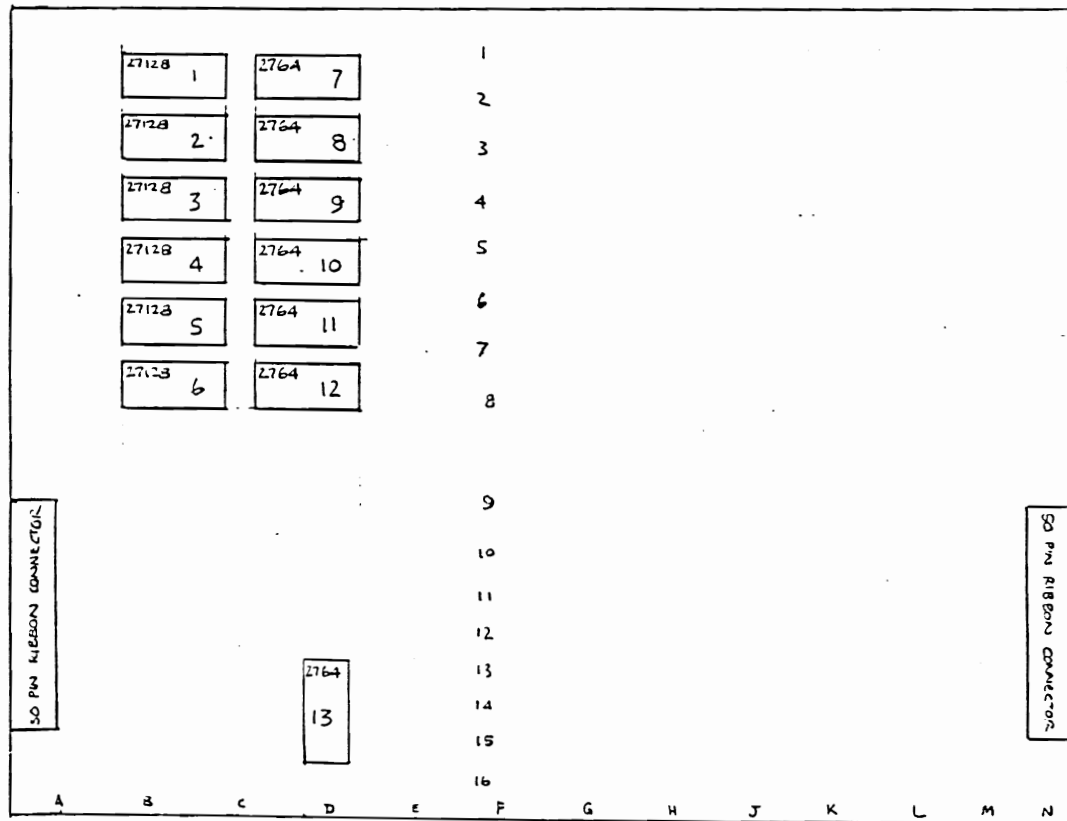 1
27128 1 2764 7
2
27128 2 2764 8
3
27128 3 2764 9
4
27128 4 2764 10
5
27128 5 2764 11
6
7
27128 6 2764 12
8
9
50 PIN RIBBON CONNECTOR
50 PIN RIBBON CONNECTOR
10
11
12
13
2764
13
14
15
16
A B C D E F G H J K L M N